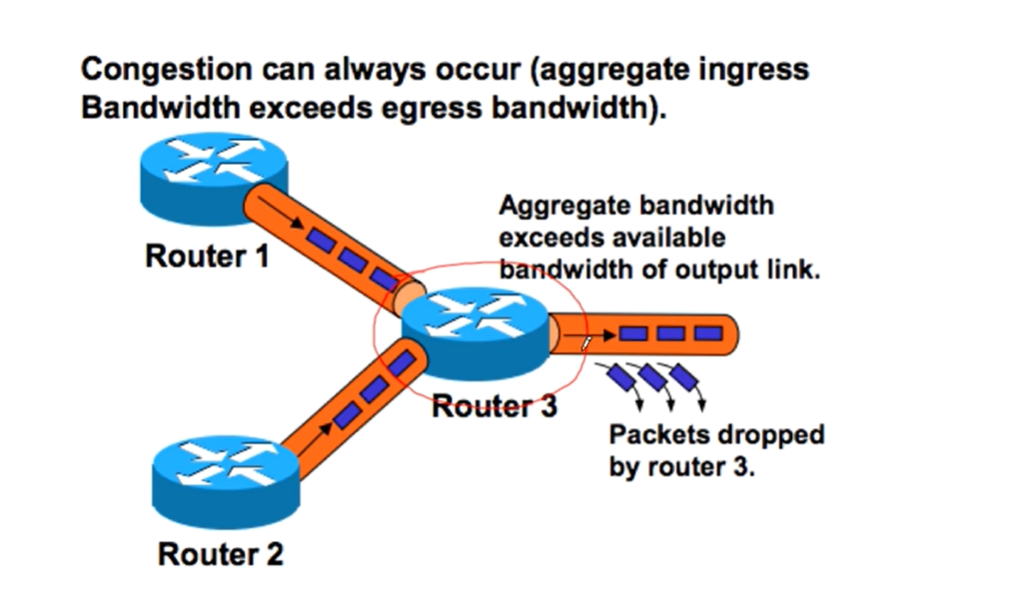 Congestion can always occur (aggregate ingress
Bandwidth exceeds egress bandwidth).
Router 1
Aggregate bandwidth
exceeds available
bandwidth of output link.
Router 3
Packets dropped
by router 3.
Router 2